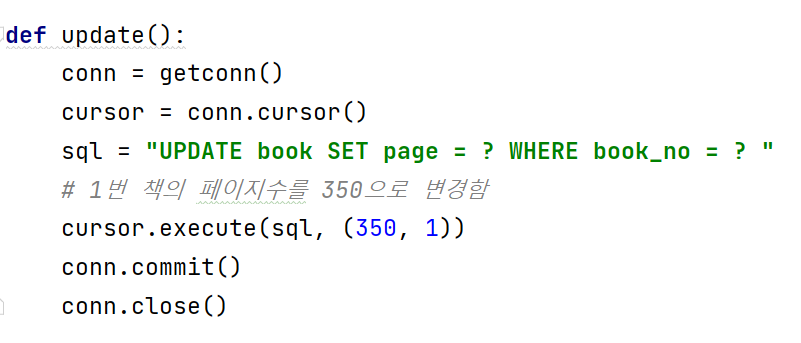 def update():
    conn = getconn()
    cursor = conn.cursor()
    sql = "UPDATE book SET page = ? WHERE book_no = ? "
    # 1번 책의 페이지수를 350으로 변경함
    cursor.execute(sql, (350, 1))
    conn.commit()
    conn.close()